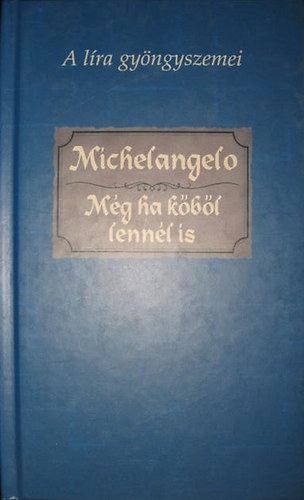 A líra gyöngyszemei
Michelangelo
Még ha kőből
lennél is